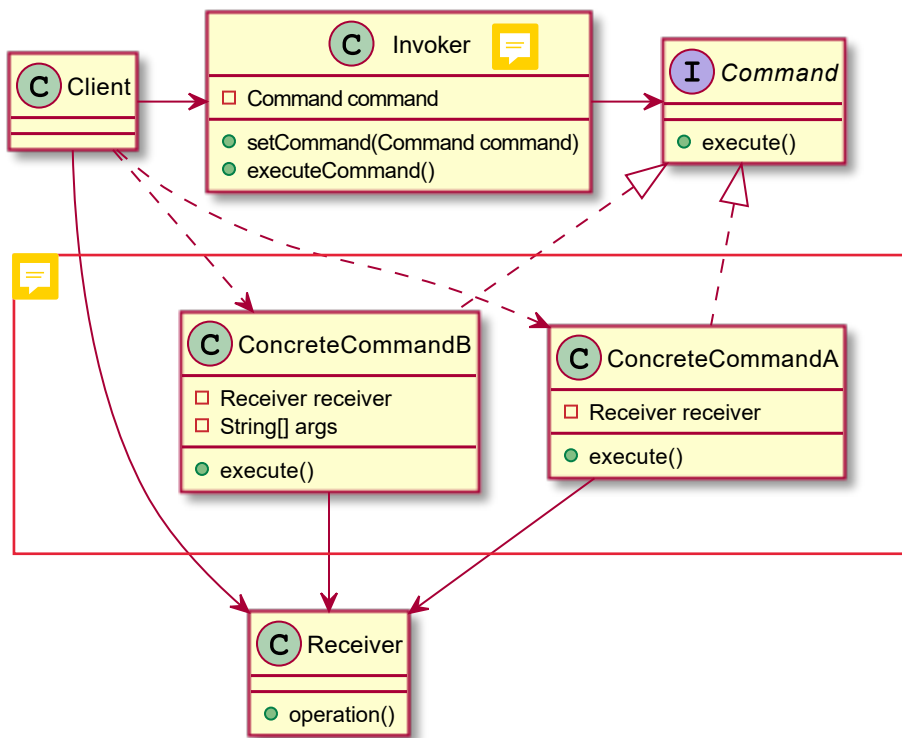 C Client
C Invoker
Command command
setCommand(Command command)
executeCommand()
I Command
execute()
C ConcreteCommandB
Receiver receiver
String[] args
execute()
C ConcreteCommandA
Receiver receiver
execute()
C Receiver
operation()